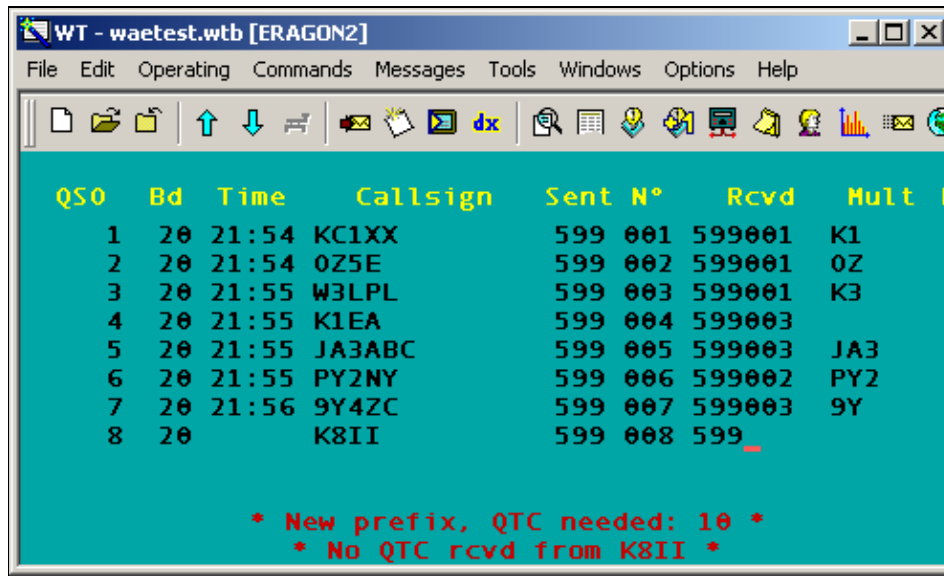 WT - waetest.wtb [ERAGON2]
File Edit Operating Commands Messages Tools Windows Options Help
dx
QSO Bd Time Callsign Sent N° Rcvd Mult
1 20 21:54 KC1XX 599 001 599001 K1
2 20 21:54 OZ5E 599 002 599001 OZ
3 20 21:55 W3LPL 599 003 599001 K3
4 20 21:55 K1EA 599 004 599003
5 20 21:55 JA3ABC 599 005 599003 JA3
6 20 21:55 PY2NY 599 006 599002 PY2
7 20 21:56 9Y4ZC 599 007 599003 9Y
8 20 K8II 599 008 599_
* New prefix, QTC needed: 10 *
* No QTC rcvd from K8II *